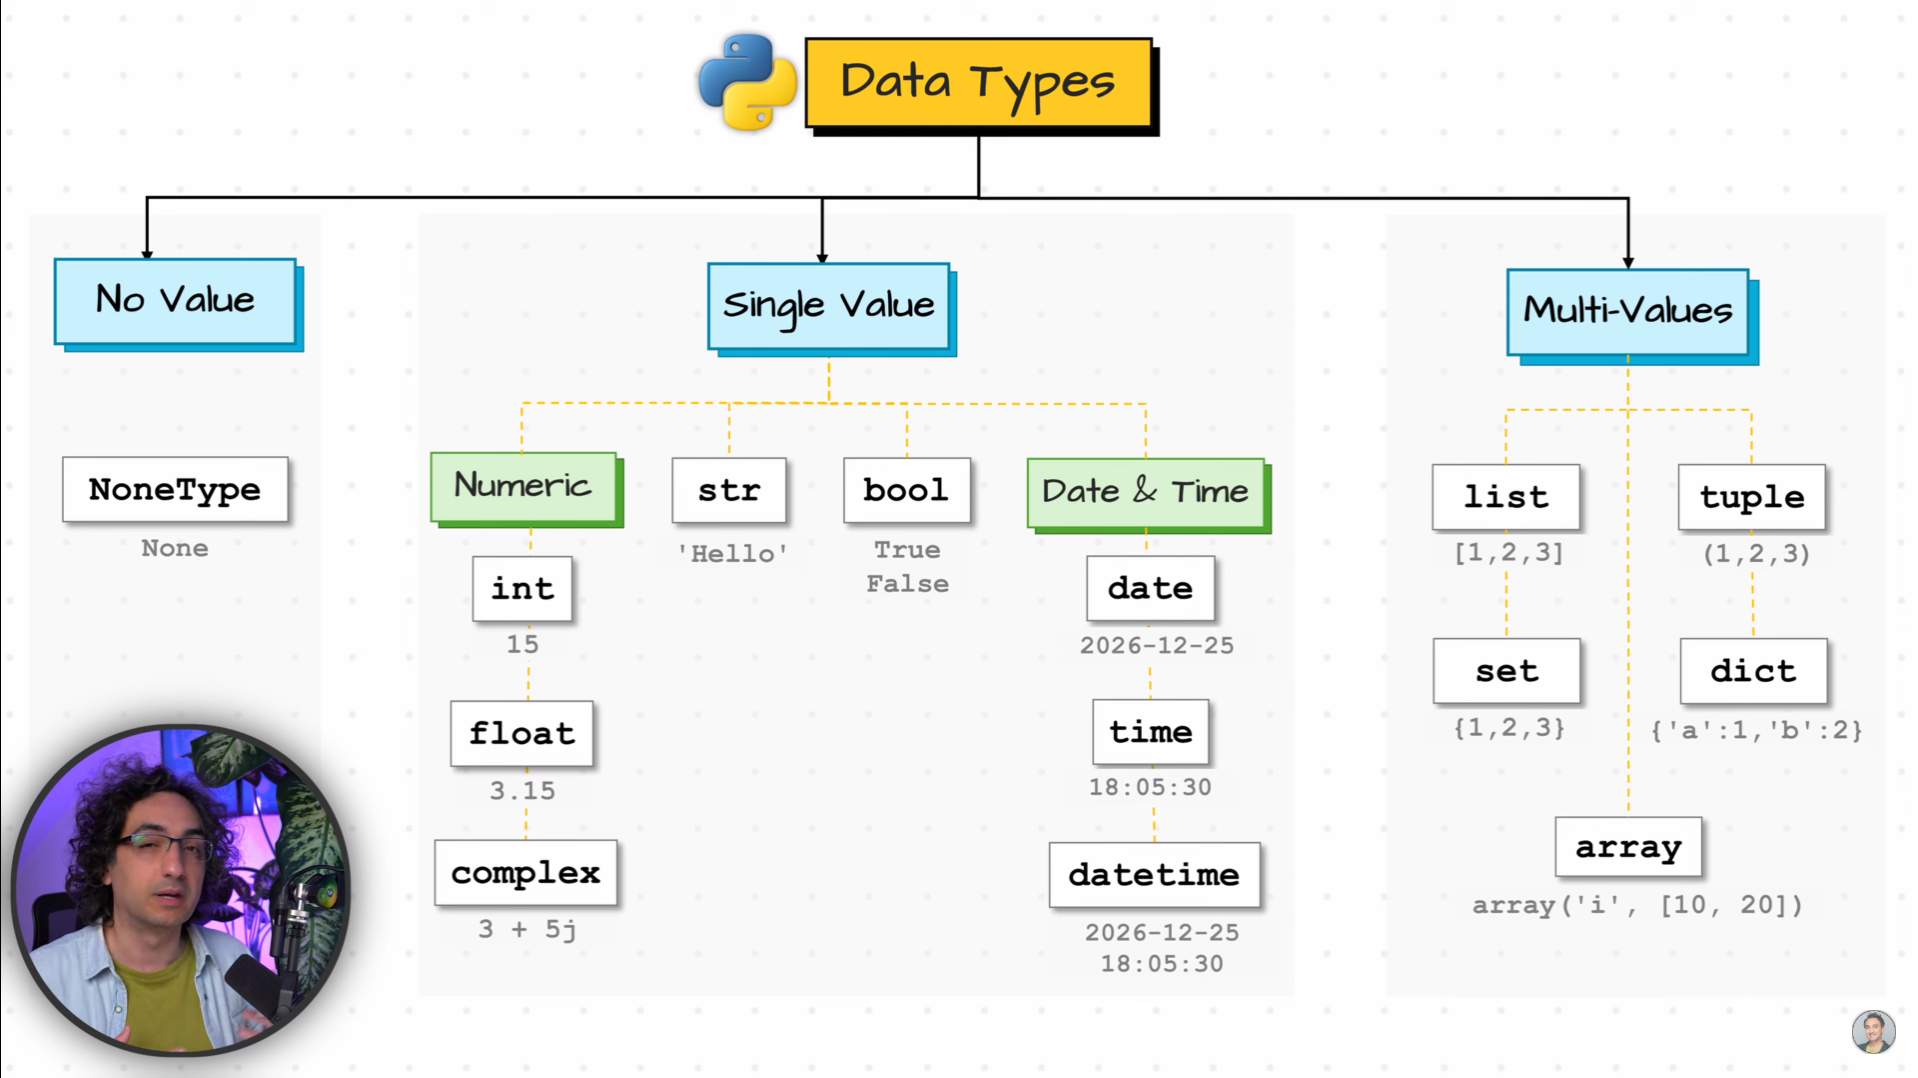 Data Types
No Value
Single Value
Multi-Values
NoneType
None
Numeric
str
'Hello'
bool
True
False
Date & Time
int
15
float
3.15
complex
3 + 5j
date
2026-12-25
time
18:05:30
datetime
2026-12-25
18:05:30
list
[1,2,3]
tuple
(1,2,3)
set
{1,2,3}
dict
{'a':1,'b':2}
array
array('i', [10, 20])